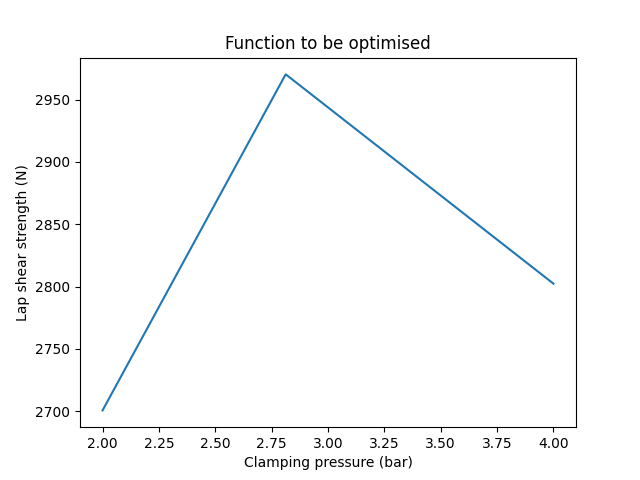 Function to be optimised
Lap shear strength (N)
2950
2900
2850
2800
2750
2700
2.00 2.25 2.50 2.75 3.00 3.25 3.50 3.75 4.00
Clamping pressure (bar)